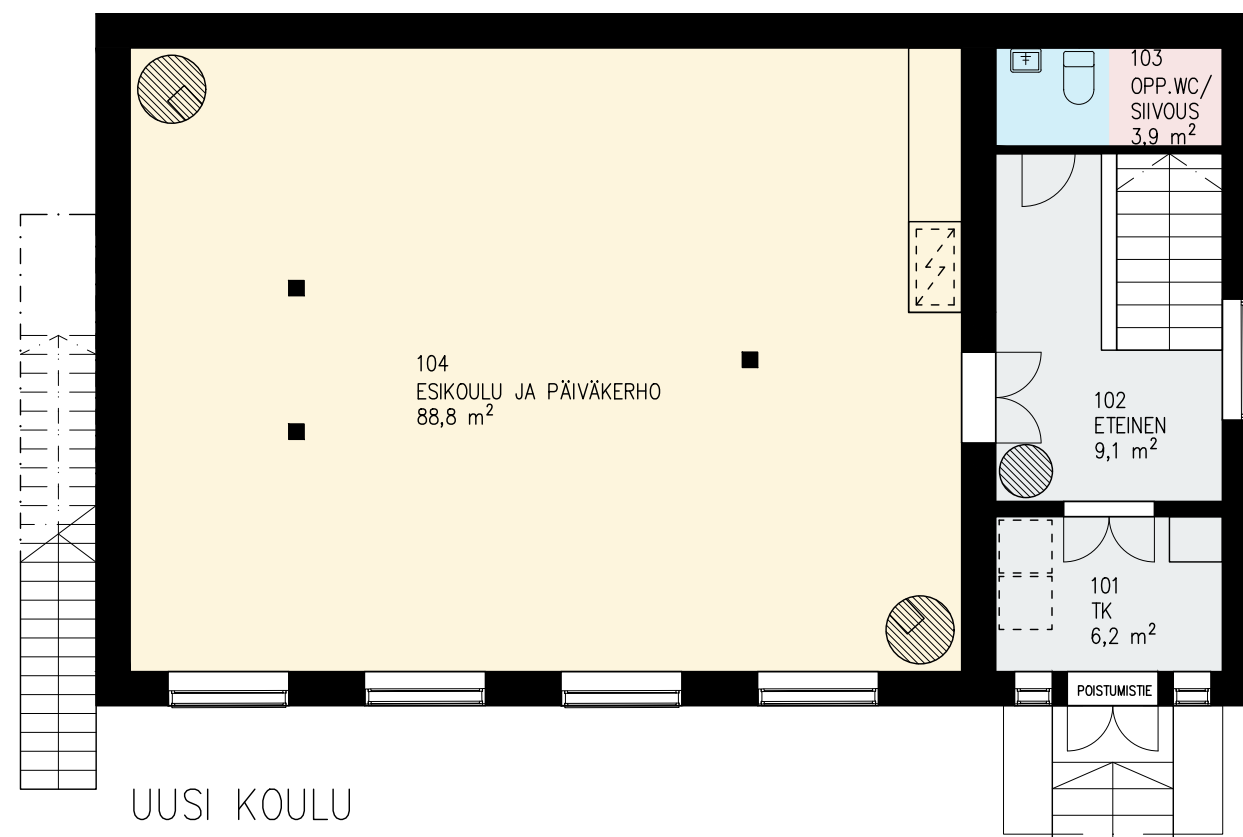 103
OPP.WC/
SIIVOUS
3,9 m²
104
ESIKOULU JA PÄIVÄKERHO
88,8 m²
102
ETEINEN
9,1 m²
101
TK
6,2 m²
POISTUMISTIE
UUSI KOULU